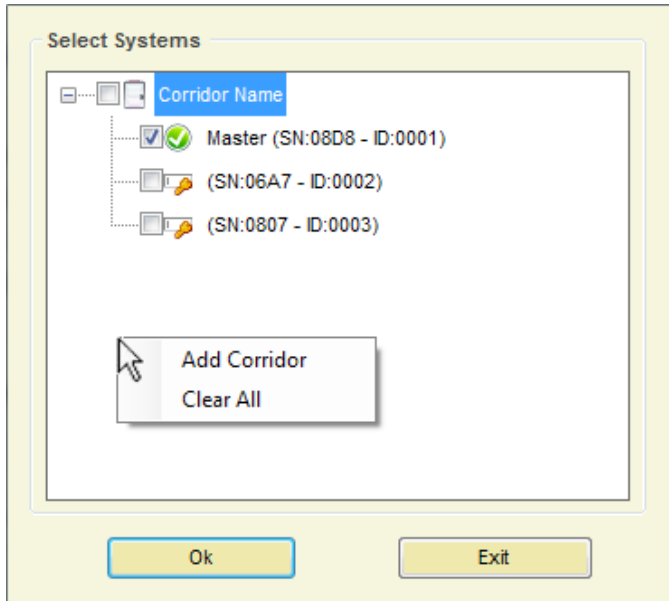 Select Systems
Corridor Name
Master (SN:08D8 - ID:0001)
(SN:06A7 - ID:0002)
(SN:0807 - ID:0003)
Add Corridor
Clear All
Ok Exit